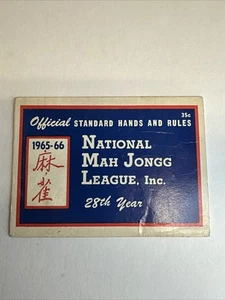 Official STANDARD HANDS AND RULES
35c
1965-66
麻
雀
NATIONAL
MAH JONGG
LEAGUE, Inc.
28th Year